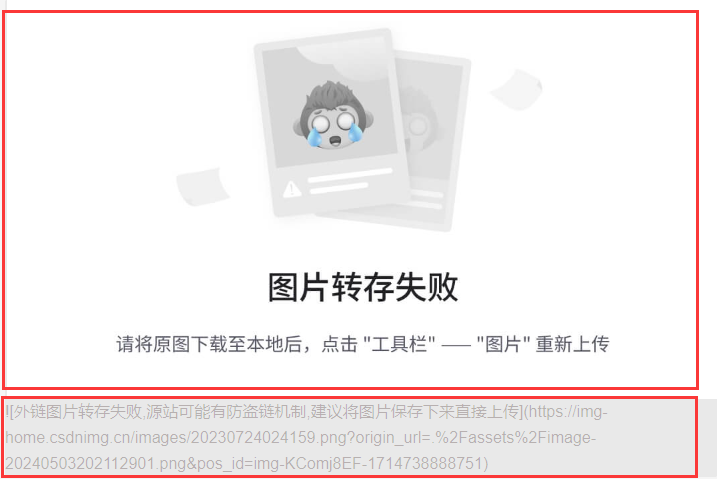 图片转存失败
请将原图下载至本地后，点击 "工具栏" —— "图片" 重新上传
![外链图片转存失败,源站可能有防盗链机制,建议将图片保存下来直接上传](https://img-
home.csdnimg.cn/images/20230724024159.png?origin_url=.%2Fassets%2Fimage-
20240503202112901.png&pos_id=img-KComj8EF-1714738888751)